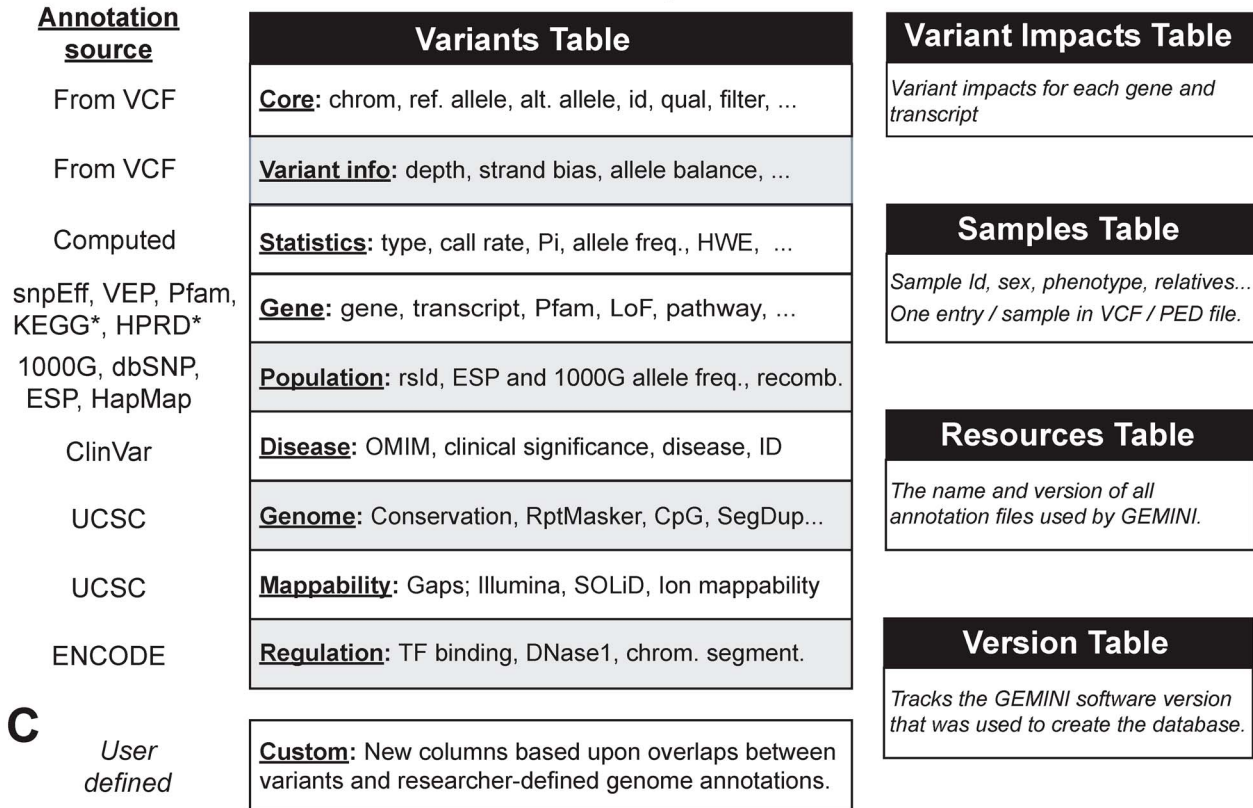 Annotation
source
Variants Table
From VCF
Core: chrom, ref. allele, alt. allele, id, qual, filter, ...
From VCF
Variant info: depth, strand bias, allele balance, ...
Computed
Statistics: type, call rate, Pi, allele freq., HWE, ...
snpEff, VEP, Pfam,
KEGG*, HPRD*
Gene: gene, transcript, Pfam, LoF, pathway, ...
1000G, dbSNP,
ESP, HapMap
Population: rsId, ESP and 1000G allele freq., recomb.
ClinVar
Disease: OMIM, clinical significance, disease, ID
UCSC
Genome: Conservation, RptMasker, CpG, SegDup...
UCSC
Mappability: Gaps; Illumina, SOLiD, Ion mappability
ENCODE
Regulation: TF binding, DNase1, chrom. segment.
C
User
defined
Custom: New columns based upon overlaps between
variants and researcher-defined genome annotations.
Variant Impacts Table
Variant impacts for each gene and
transcript
Samples Table
Sample Id, sex, phenotype, relatives...
One entry / sample in VCF / PED file.
Resources Table
The name and version of all
annotation files used by GEMINI.
Version Table
Tracks the GEMINI software version
that was used to create the database.